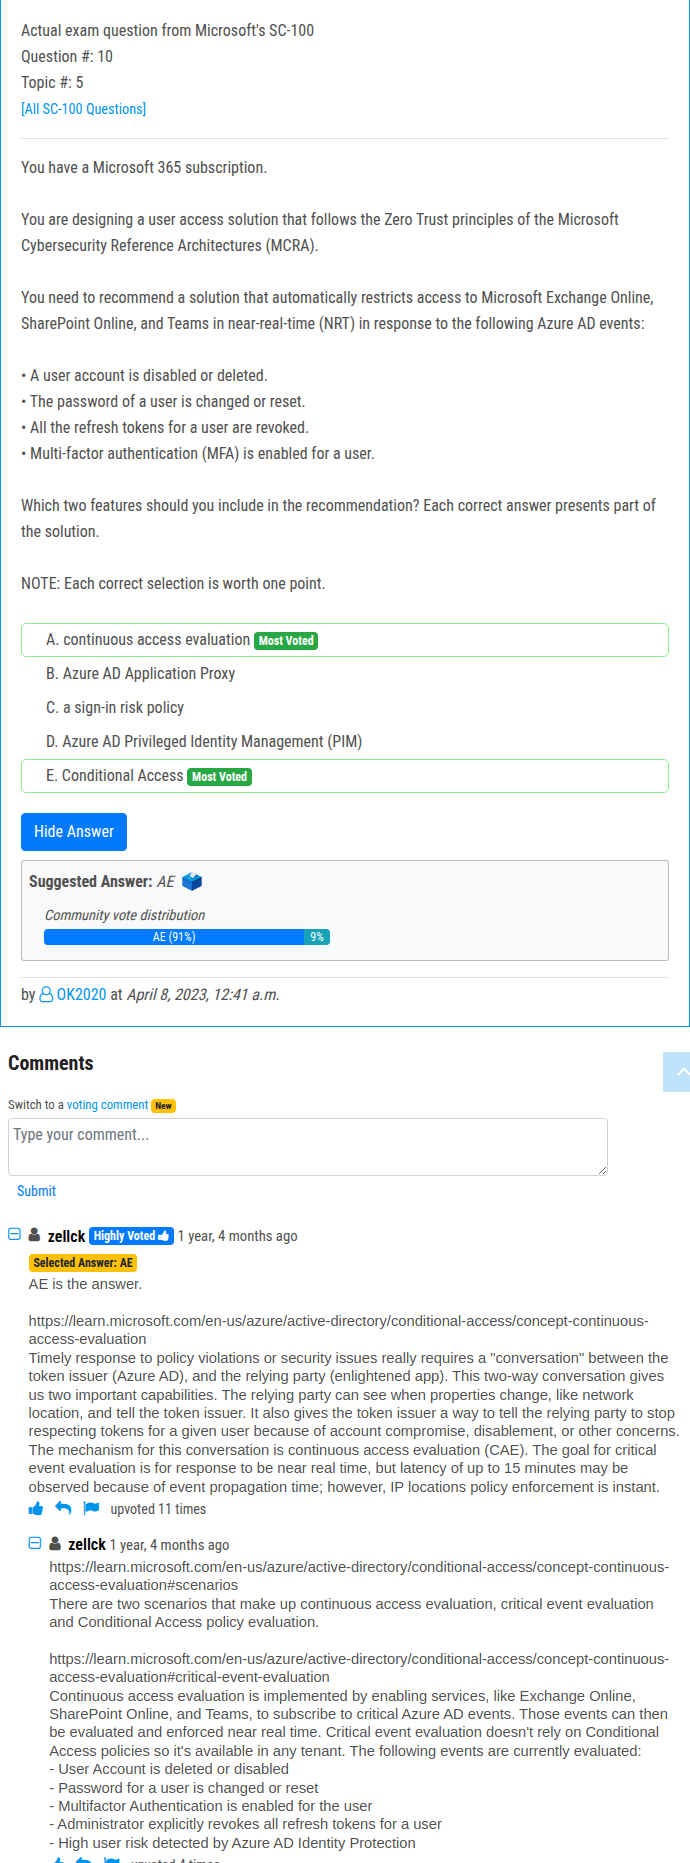 Actual exam question from Microsoft's SC-100
Question #: 10
Topic #: 5
[All SC-100 Questions]
You have a Microsoft 365 subscription.
You are designing a user access solution that follows the Zero Trust principles of the Microsoft
Cybersecurity Reference Architectures (MCRA).
You need to recommend a solution that automatically restricts access to Microsoft Exchange Online,
SharePoint Online, and Teams in near-real-time (NRT) in response to the following Azure AD events:
• A user account is disabled or deleted.
• The password of a user is changed or reset.
• All the refresh tokens for a user are revoked.
• Multi-factor authentication (MFA) is enabled for a user.
Which two features should you include in the recommendation? Each correct answer presents part of
the solution.
NOTE: Each correct selection is worth one point.
A. continuous access evaluation Most Voted
B. Azure AD Application Proxy
C. a sign-in risk policy
D. Azure AD Privileged Identity Management (PIM)
E. Conditional Access Most Voted
Hide Answer
Suggested Answer: AE
Community vote distribution
AE (91%) 9%
by OK2020 at April 8, 2023, 12:41 a.m.
Comments
Switch to a voting comment New
Type your comment...
Submit
zellck Highly Voted 1 year, 4 months ago
Selected Answer: AE
AE is the answer.
https://learn.microsoft.com/en-us/azure/active-directory/conditional-access/concept-continuous-
access-evaluation
Timely response to policy violations or security issues really requires a "conversation" between the
token issuer (Azure AD), and the relying party (enlightened app). This two-way conversation gives
us two important capabilities. The relying party can see when properties change, like network
location, and tell the token issuer. It also gives the token issuer a way to tell the relying party to stop
respecting tokens for a given user because of account compromise, disablement, or other concerns.
The mechanism for this conversation is continuous access evaluation (CAE). The goal for critical
event evaluation is for response to be near real time, but latency of up to 15 minutes may be
observed because of event propagation time; however, IP locations policy enforcement is instant.
upvoted 11 times
zellck 1 year, 4 months ago
https://learn.microsoft.com/en-us/azure/active-directory/conditional-access/concept-continuous-
access-evaluation#scenarios
There are two scenarios that make up continuous access evaluation, critical event evaluation
and Conditional Access policy evaluation.
https://learn.microsoft.com/en-us/azure/active-directory/conditional-access/concept-continuous-
access-evaluation#critical-event-evaluation
Continuous access evaluation is implemented by enabling services, like Exchange Online,
SharePoint Online, and Teams, to subscribe to critical Azure AD events. Those events can then
be evaluated and enforced near real time. Critical event evaluation doesn't rely on Conditional
Access policies so it's available in any tenant. The following events are currently evaluated:
- User Account is deleted or disabled
- Password for a user is changed or reset
- Multifactor Authentication is enabled for the user
- Administrator explicitly revokes all refresh tokens for a user
- High user risk detected by Azure AD Identity Protection